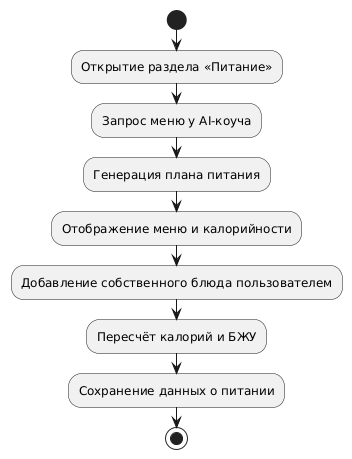 Открытие раздела «Питание»
Запрос меню у AI-коуча
Генерация плана питания
Отображение меню и калорийности
Добавление собственного блюда пользователем
Пересчёт калорий и БЖУ
Сохранение данных о питании